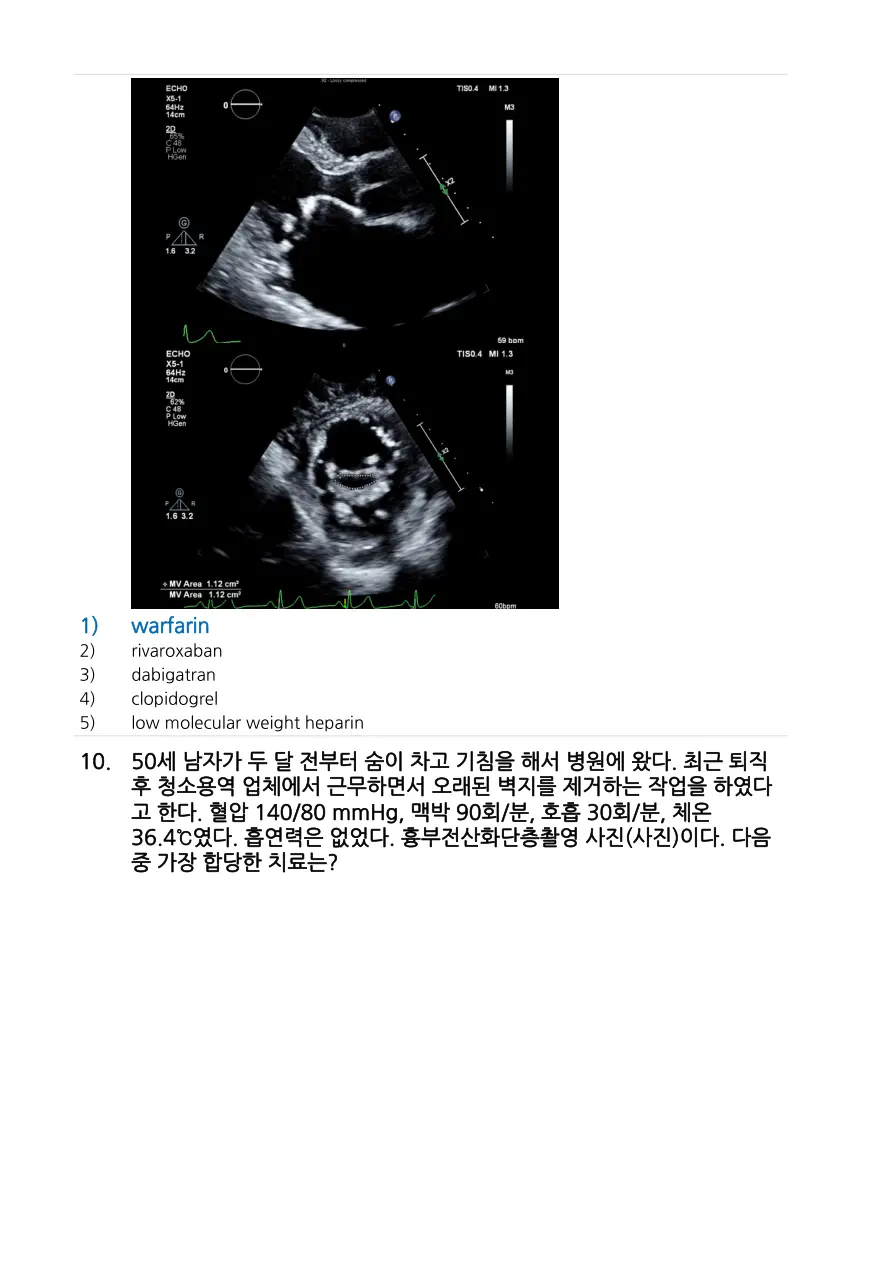 V2 - Lossy compressed
ECHO
X5-1
64Hz
14cm
2D
65%
C 48
P Low
HGen
0
TIS0.4 MI 1.3
M3
X2
G
P R
1.6 3.2
59 bpm
ECHO
X5-1
64Hz
14cm
2D
62%
C 48
P Low
HGen
0
TIS0.4 MI 1.3
M3
X2
G
P R
1.6 3.2
MV Area 1.12 cm²
MV Area 1.12 cm²
60bpm
1) warfarin
2) rivaroxaban
3) dabigatran
4) clopidogrel
5) low molecular weight heparin
10. 50세 남자가 두 달 전부터 숨이 차고 기침을 해서 병원에 왔다. 최근 퇴직
후 청소용역 업체에서 근무하면서 오래된 벽지를 제거하는 작업을 하였다
고 한다. 혈압 140/80 mmHg, 맥박 90회/분, 호흡 30회/분, 체온
36.4℃였다. 흡연력은 없었다. 흉부전산화단층촬영 사진(사진)이다. 다음
중 가장 합당한 치료는?